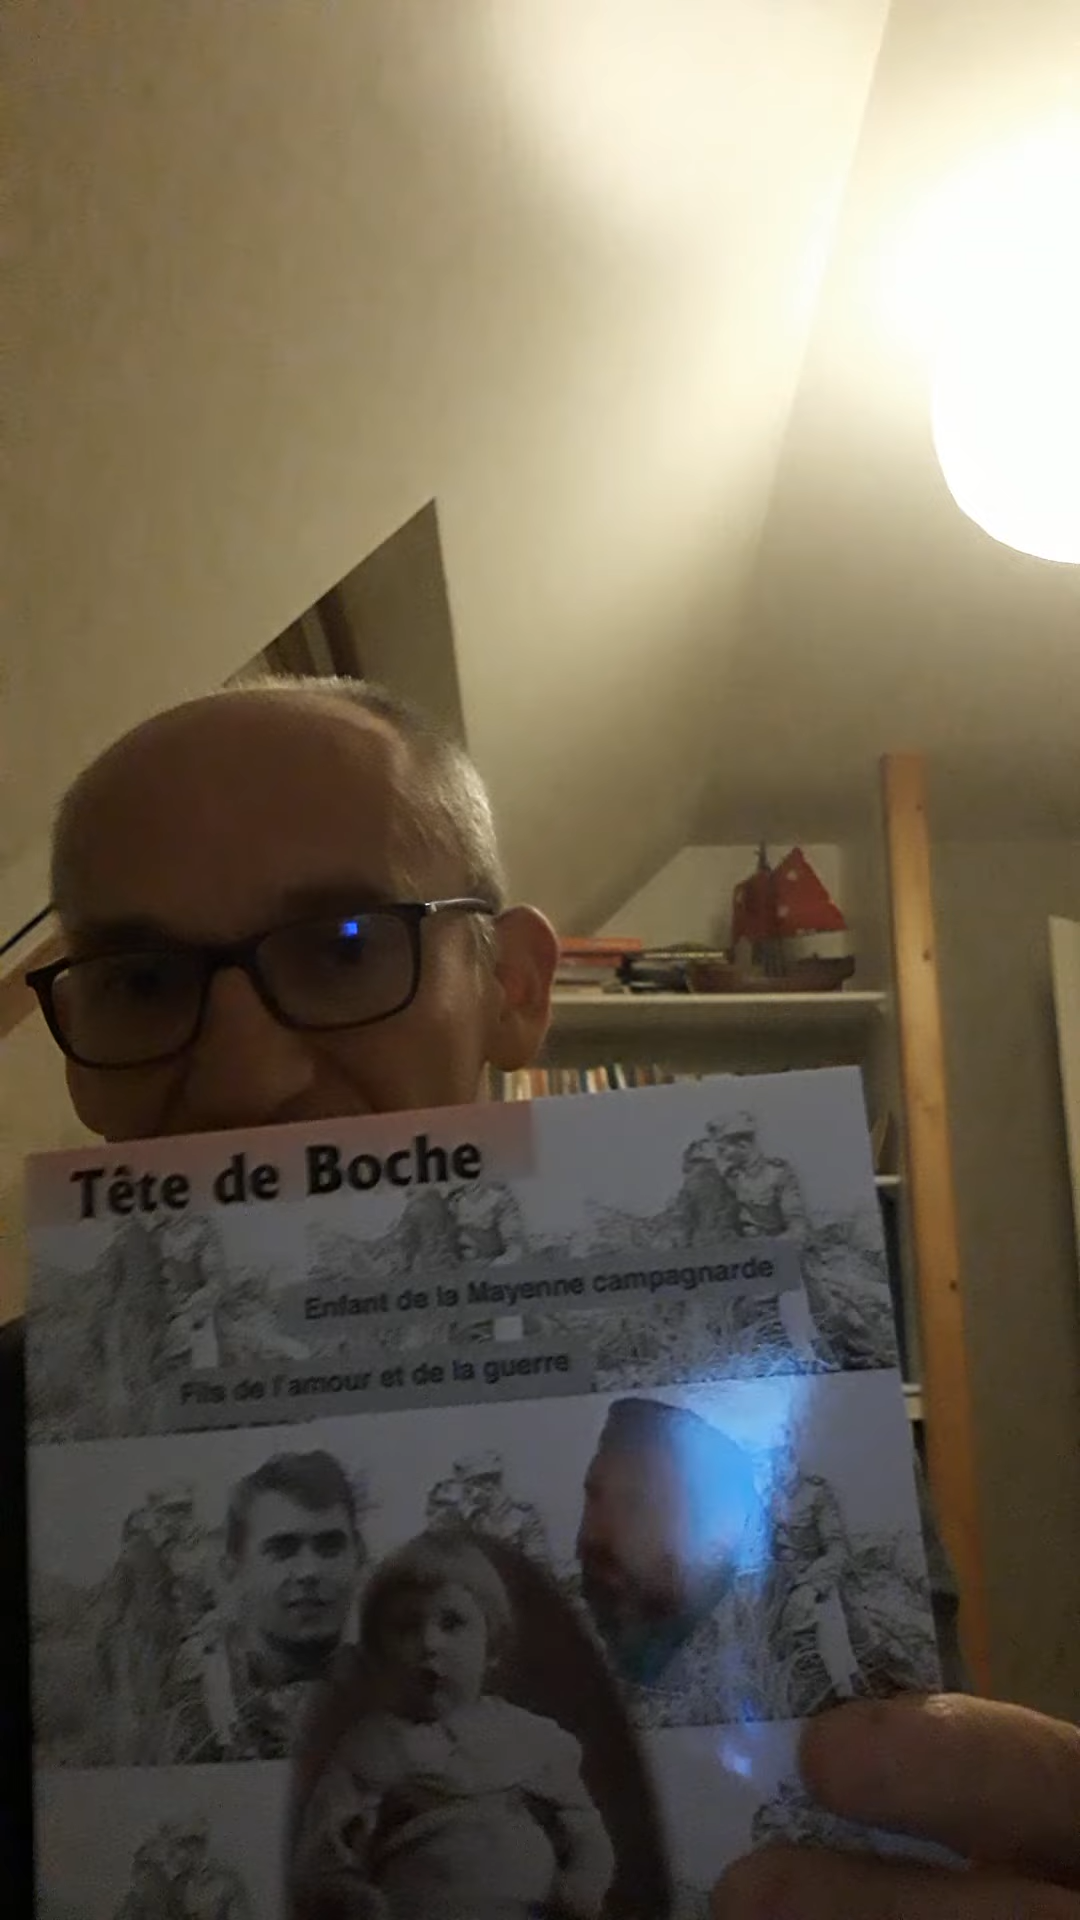 Tête de Boche
Enfant de la Mayenne campagnarde
Fils de l'amour et de la guerre